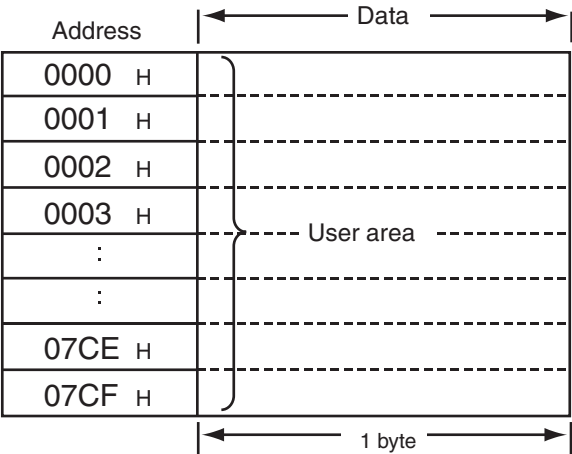 Address
Data
0000 H
0001 H
0002 H
0003 H
:
User area
:
07CE H
07CF H
1 byte